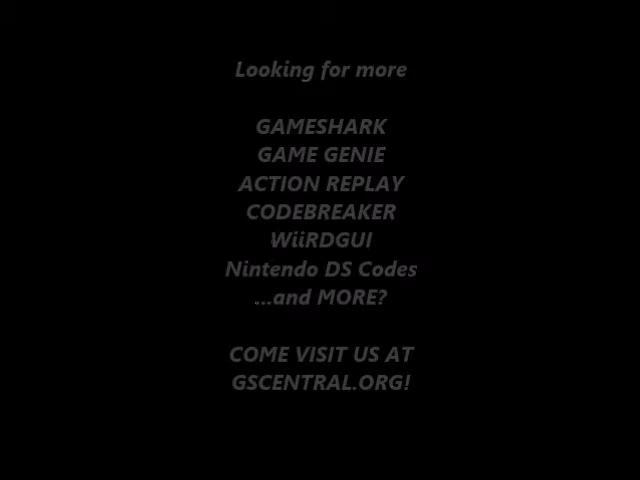 Looking for more
GAMESHARK
GAME GENIE
ACTION REPLAY
CODEBREAKER
WiiRDGUI
Nintendo DS Codes
...and MORE?
COME VISIT US AT
GSCENTRAL.ORG!